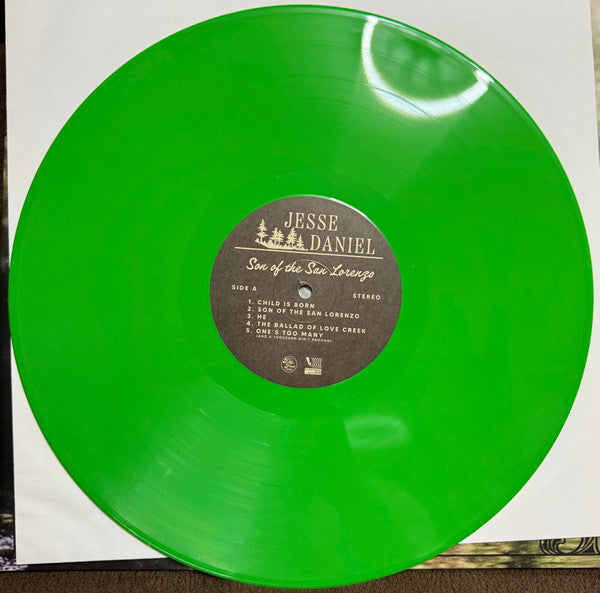 JESSE
DANIEL
Son of the San Lorenzo
SIDE A
STEREO
1. CHILD IS BORN
2. SON OF THE SAN LORENZO
3. HE
4. THE BALLAD OF LOVE CREEK
5. ONE'S TOO MANY
(AND A THOUSAND AIN'T ENOUGH)